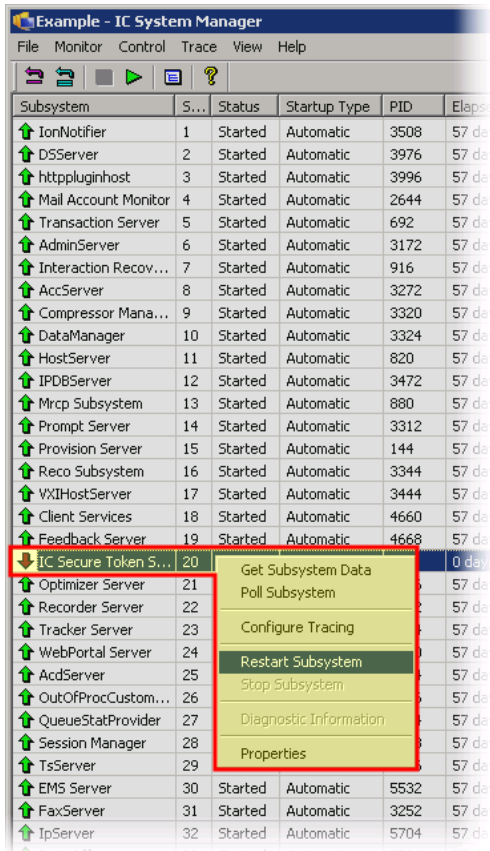 Example - IC System Manager
File Monitor Control Trace View Help
Subsystem S... Status Startup Type PID Elaps
IonNotifier 1 Started Automatic 3508 57 da
DSServer 2 Started Automatic 3976 57 da
httppluginhost 3 Started Automatic 3996 57 da
Mail Account Monitor 4 Started Automatic 2644 57 da
Transaction Server 5 Started Automatic 692 57 da
AdminServer 6 Started Automatic 3172 57 da
Interaction Recov... 7 Started Automatic 916 57 da
AccServer 8 Started Automatic 3272 57 da
Compressor Mana... 9 Started Automatic 3320 57 da
DataManager 10 Started Automatic 3324 57 da
HostServer 11 Started Automatic 820 57 da
IPDBServer 12 Started Automatic 3472 57 da
Mrcp Subsystem 13 Started Automatic 880 57 da
Prompt Server 14 Started Automatic 3312 57 da
Provision Server 15 Started Automatic 144 57 da
Reco Subsystem 16 Started Automatic 3344 57 da
VXIHostServer 17 Started Automatic 3444 57 da
Client Services 18 Started Automatic 4660 57 da
Feedback Server 19 Started Automatic 4668 57 da
IC Secure Token S... 20 0 day
Optimizer Server 21 57 da
Recorder Server 22 57 da
Tracker Server 23 57 da
WebPortal Server 24 57 da
AcdServer 25 57 da
OutOfProcCustom... 26 57 da
QueueStatProvider 27 57 da
Session Manager 28 57 da
TsServer 29 57 da
Get Subsystem Data
Poll Subsystem
Configure Tracing
Restart Subsystem
Stop Subsystem
Diagnostic Information
Properties
EMS Server 30 Started Automatic 5532 57 da
FaxServer 31 Started Automatic 3252 57 da
IpServer 32 Started Automatic 5704 57 da